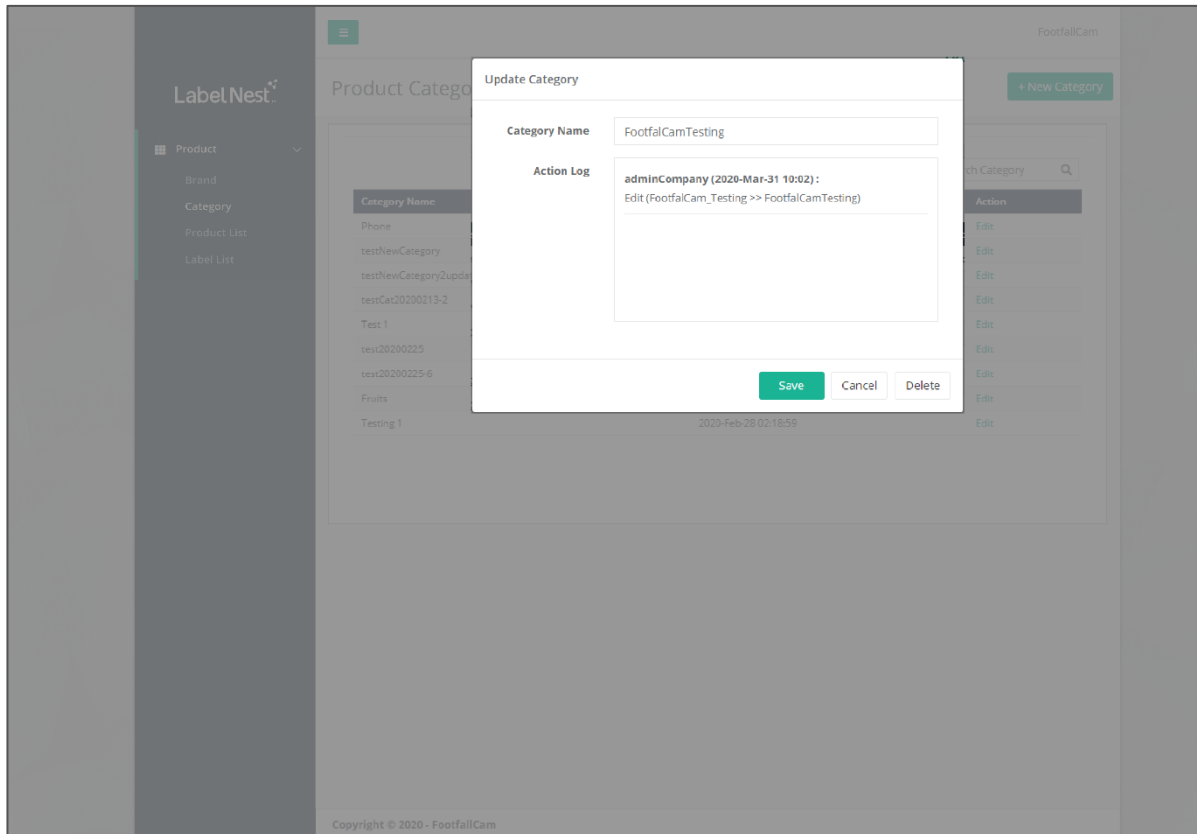 FootfallCam
Label Nest
Product Catego
+ New Category
Update Category
Category Name
FootfalCamTesting
Action Log
adminCompany (2020-Mar-31 10:02) :
Edit (FootfalCam_Testing >> FootfalCamTesting)
Save
Cancel
Delete
Product
Brand
Category
Product List
Label List
ch Category
Category Name
Action
Phone
Edit
testNewCategory
Edit
testNewCategory2upda
Edit
testCat20200213-2
Edit
Test 1
Edit
test20200225
Edit
test20200225-6
Edit
Fruits
Edit
Testing 1
2020-Feb-28 02:18:59
Edit
Copyright © 2020 - FootfallCam